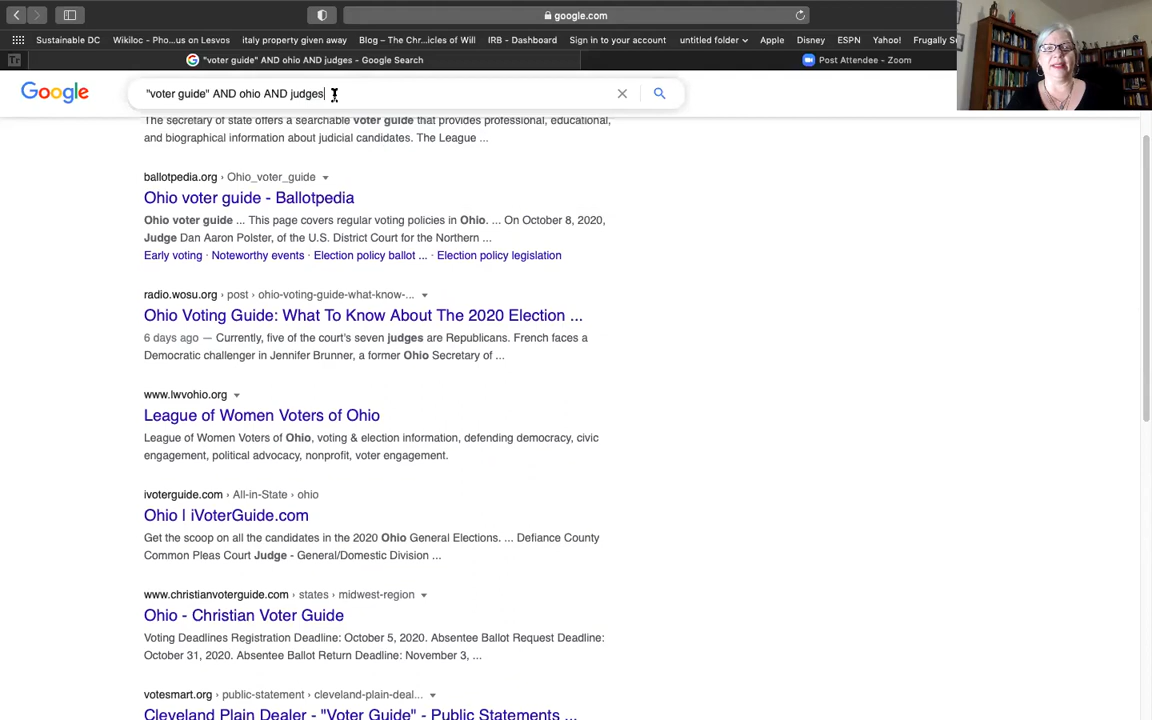 google.com
Sustainable DC
Wikiloc - Pho...us on Lesvos
italy property given away
Blog – The Chr...icles of Will
IRB - Dashboard
Sign in to your account
untitled folder
Apple
Disney
ESPN
Yahoo!
Frugally S
"voter guide" AND ohio AND judges - Google Search
Post Attendee - Zoom
Google
"voter guide" AND ohio AND judges
The secretary of state offers a searchable voter guide that provides professional, educational,
and biographical information about judicial candidates. The League ...
ballotpedia.org › Ohio_voter_guide
Ohio voter guide - Ballotpedia
Ohio voter guide ... This page covers regular voting policies in Ohio. ... On October 8, 2020,
Judge Dan Aaron Polster, of the U.S. District Court for the Northern ...
Early voting · Noteworthy events · Election policy ballot ... · Election policy legislation
radio.wosu.org › post › ohio-voting-guide-what-know-...
Ohio Voting Guide: What To Know About The 2020 Election ...
6 days ago — Currently, five of the court's seven judges are Republicans. French faces a
Democratic challenger in Jennifer Brunner, a former Ohio Secretary of ...
www.lwvohio.org
League of Women Voters of Ohio
League of Women Voters of Ohio, voting & election information, defending democracy, civic
engagement, political advocacy, nonprofit, voter engagement.
ivoterguide.com › All-in-State › ohio
Ohio | iVoterGuide.com
Get the scoop on all the candidates in the 2020 Ohio General Elections. ... Defiance County
Common Pleas Court Judge - General/Domestic Division ...
www.christianvoterguide.com › states › midwest-region
Ohio - Christian Voter Guide
Voting Deadlines Registration Deadline: October 5, 2020. Absentee Ballot Request Deadline:
October 31, 2020. Absentee Ballot Return Deadline: November 3, ...
votesmart.org › public-statement › cleveland-plain-deal...
Cleveland Plain Dealer - "Voter Guide" - Public Statements ...